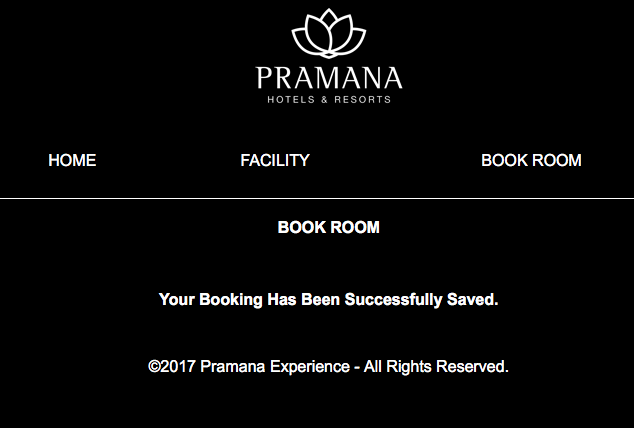 PRAMANA
HOTELS & RESORTS
HOME FACILITY BOOK ROOM
BOOK ROOM
Your Booking Has Been Successfully Saved.
©2017 Pramana Experience - All Rights Reserved.